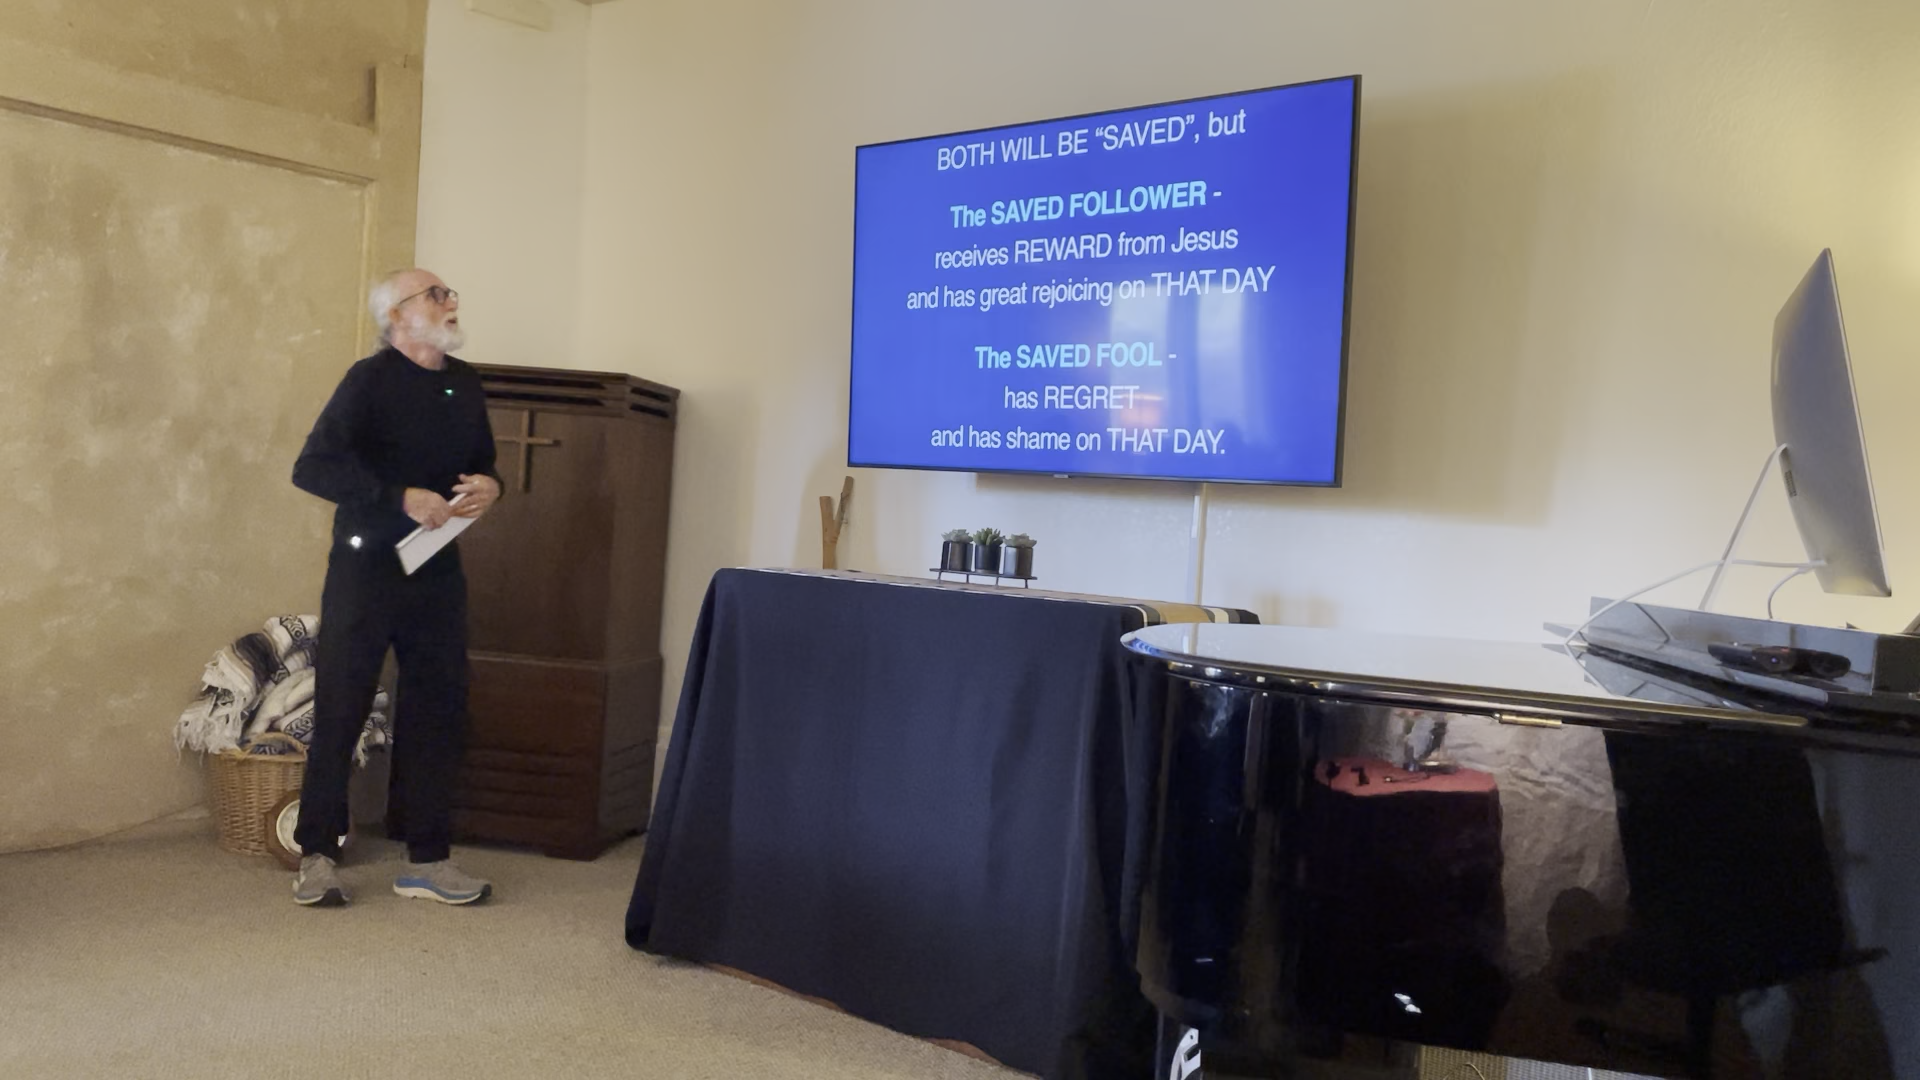 BOTH WILL BE “SAVED”, but
The SAVED FOLLOWER -
receives REWARD from Jesus
and has great rejoicing on THAT DAY
The SAVED FOOL -
has REGRET
and has shame on THAT DAY.